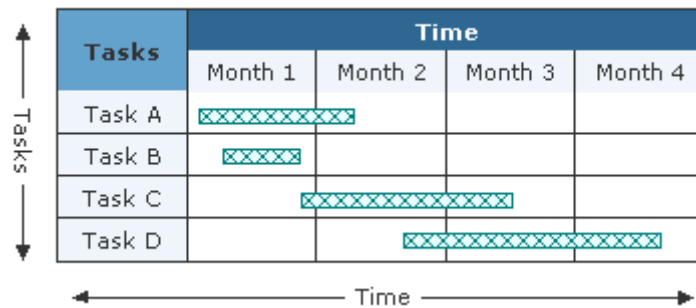 Tasks
Time
Month 1 Month 2 Month 3 Month 4
Task A
Task B
Task C
Task D
Tasks
Time